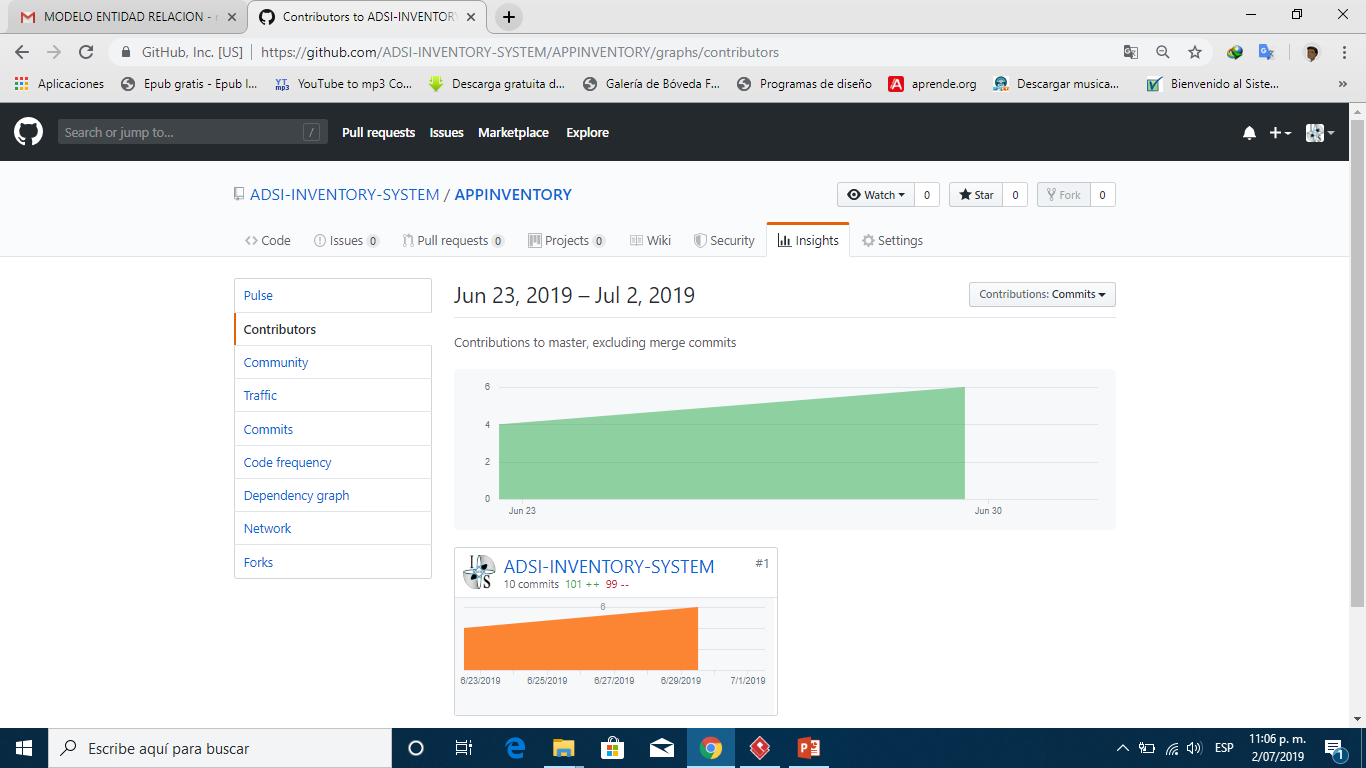 MODELO ENTIDAD RELACION -
Contributors to ADSI-INVENTORY
GitHub, Inc. [US] https://github.com/ADSI-INVENTORY-SYSTEM/APPINVENTORY/graphs/contributors
Aplicaciones Epub gratis - Epub l... YouTube to mp3 Co... Descarga gratuita d... Galería de Bóveda F... Programas de diseño aprende.org Descargar musica... Bienvenido al Siste... »
Search or jump to... / Pull requests Issues Marketplace Explore
ADSI-INVENTORY-SYSTEM / APPINVENTORY Watch 0 Star 0 Fork 0
Code Issues 0 Pull requests 0 Projects 0 Wiki Security Insights Settings
Pulse
Contributors
Community
Traffic
Commits
Code frequency
Dependency graph
Network
Forks
Jun 23, 2019 – Jul 2, 2019 Contributions: Commits
Contributions to master, excluding merge commits
6
4
2
0
Jun 23 Jun 30
ADSI-INVENTORY-SYSTEM #1
10 commits 101 ++ 99 --
6
6/23/2019 6/25/2019 6/27/2019 6/29/2019 7/1/2019
Escribe aquí para buscar
ESP
11:06 p. m.
2/07/2019
1